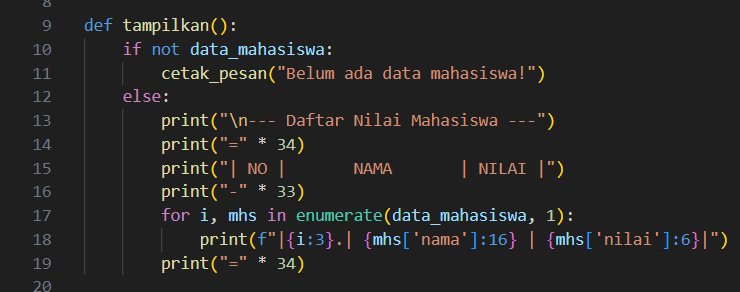 8
9 def tampilkan():
10     if not data_mahasiswa:
11         cetak_pesan("Belum ada data mahasiswa!")
12     else:
13         print("\n--- Daftar Nilai Mahasiswa ---")
14         print("=" * 34)
15         print("| NO |       NAMA       | NILAI |")
16         print("-" * 33)
17         for i, mhs in enumerate(data_mahasiswa, 1):
18             print(f"|{i:3}.| {mhs['nama']:16} | {mhs['nilai']:6}|")
19         print("=" * 34)
20